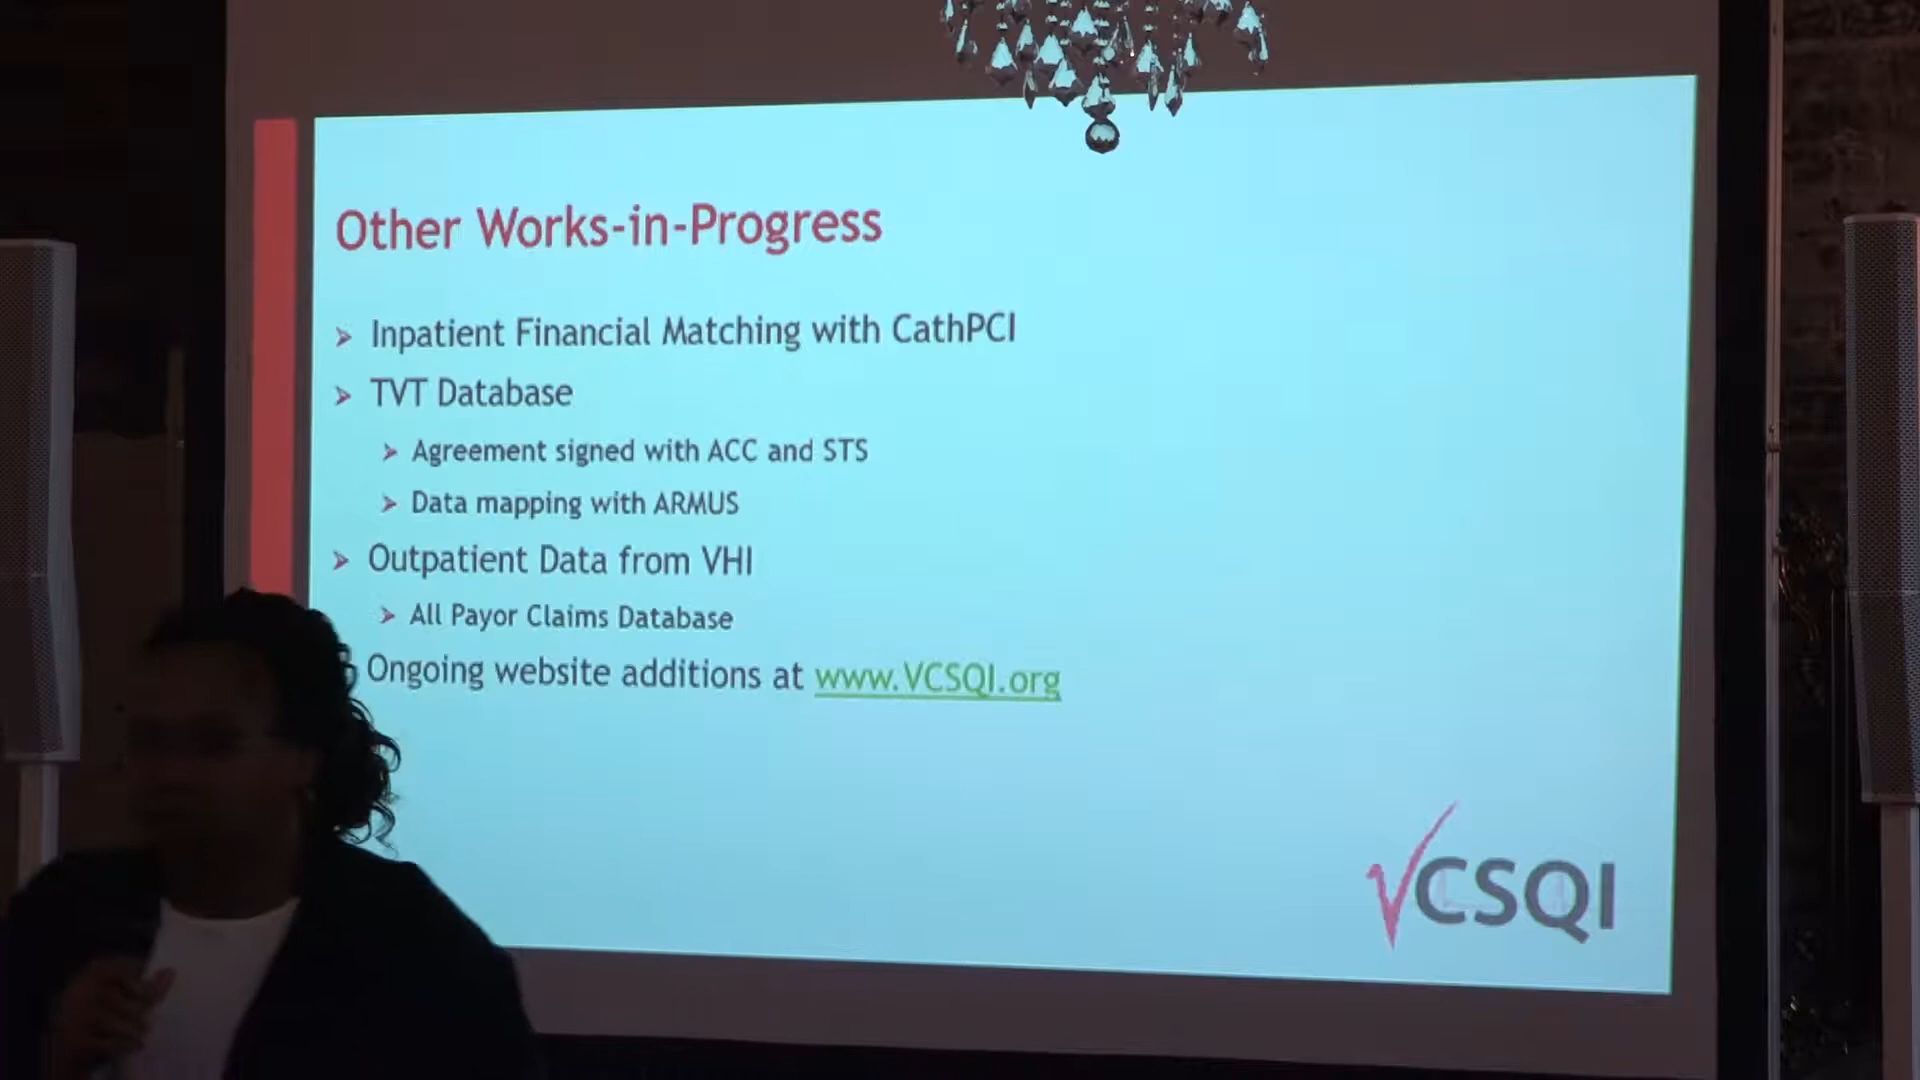 Other Works-in-Progress
Inpatient Financial Matching with CathPCI
TVT Database
Agreement signed with ACC and STS
Data mapping with ARMUS
Outpatient Data from VHI
All Payor Claims Database
Ongoing website additions at www.VCSQI.org
VCSQI